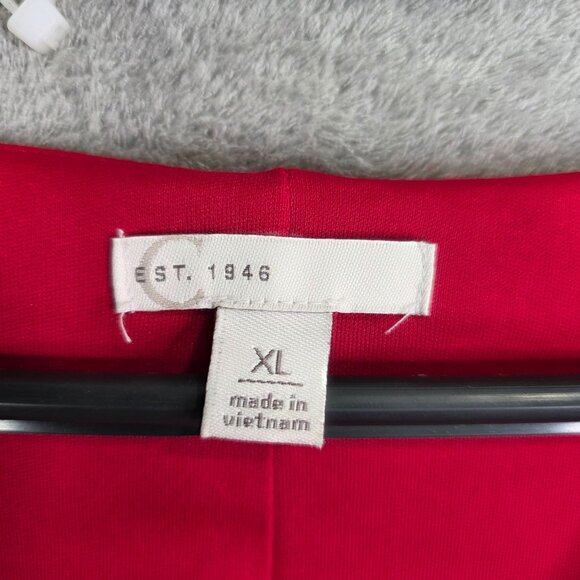 C
EST. 1946
XL
made in
vietnam